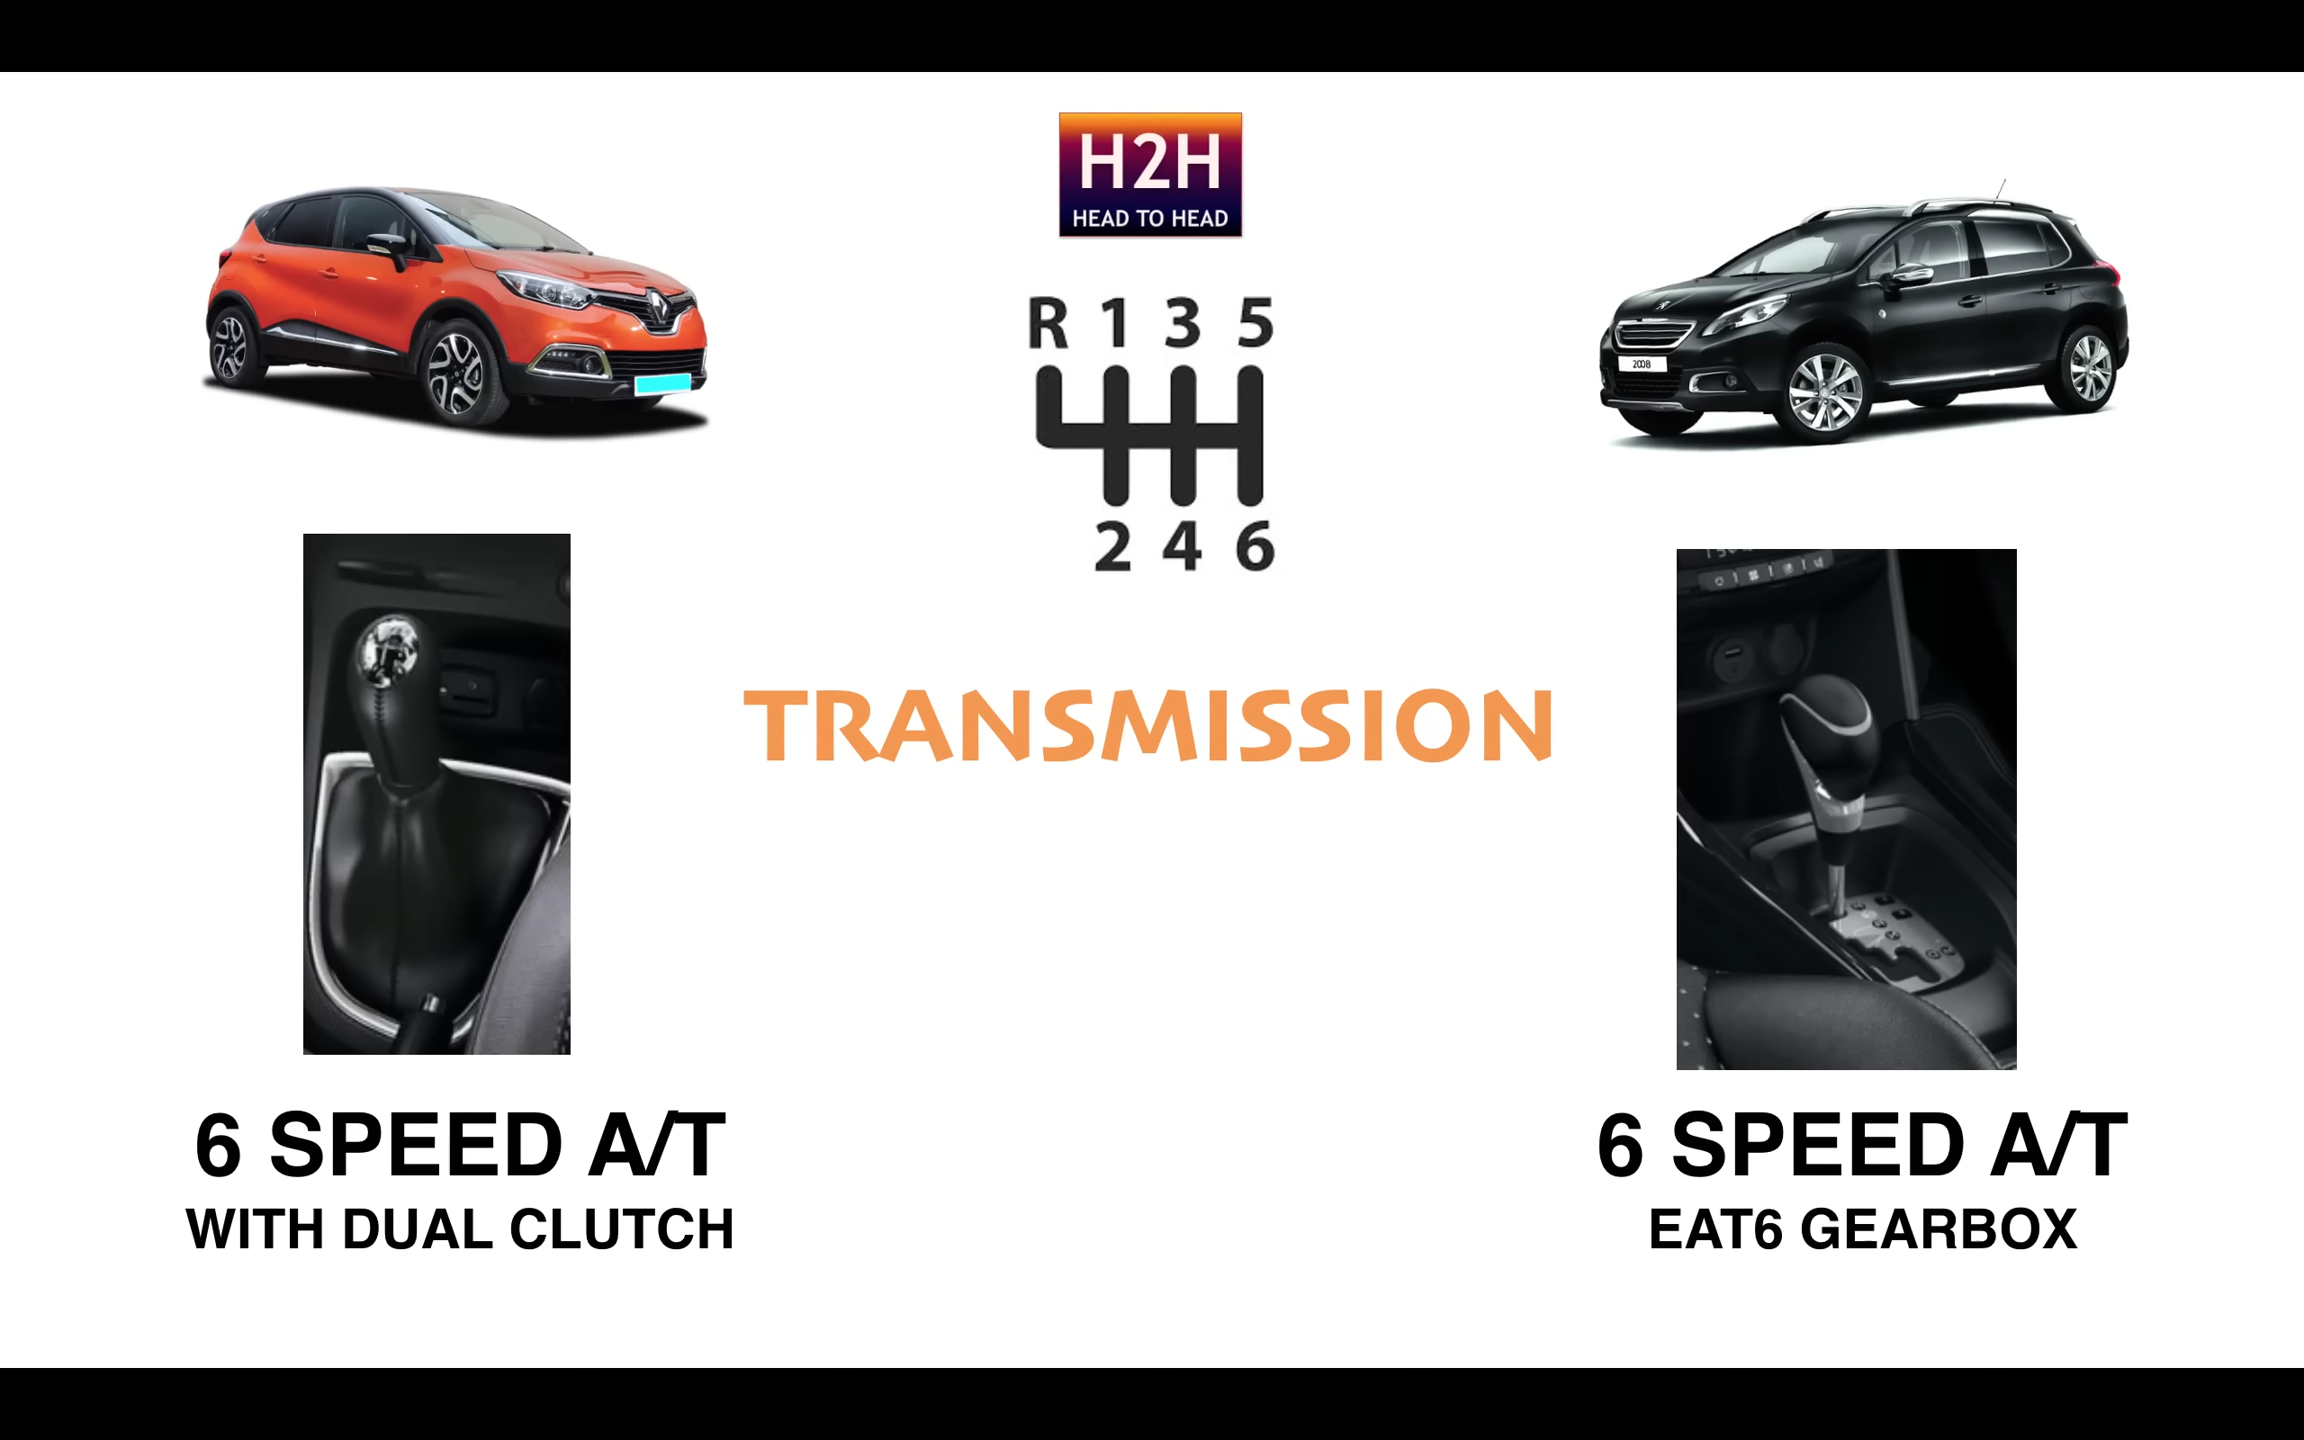 H2H
HEAD TO HEAD
R 1 3 5
2 4 6
2008
TRANSMISSION
6 SPEED A/T
WITH DUAL CLUTCH
6 SPEED A/T
EAT6 GEARBOX